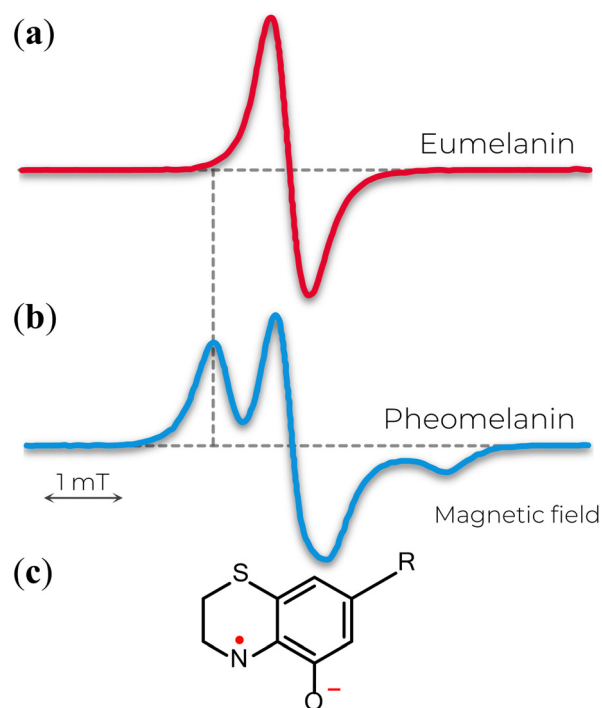 (a)
Eumelanin
(b)
Pheomelanin
1 mT
Magnetic field
(c)
S
R
N
O